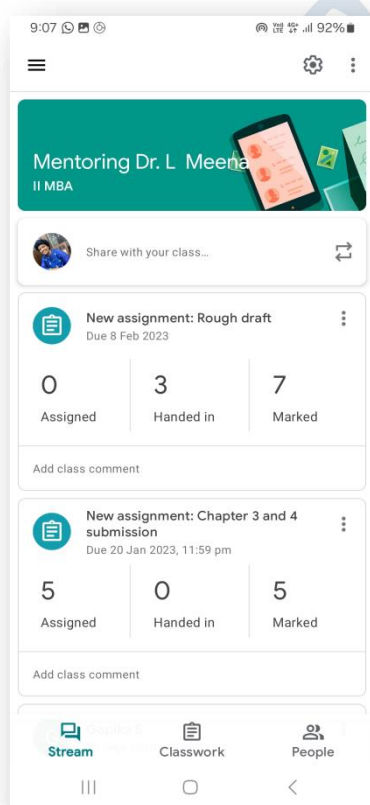 9:07
VoLTE 4G+ 92%
Mentoring Dr. L Meena
II MBA
Share with your class...
New assignment: Rough draft
Due 8 Feb 2023
0 3 7
Assigned Handed in Marked
Add class comment
New assignment: Chapter 3 and 4
submission
Due 20 Jan 2023, 11:59 pm
5 0 5
Assigned Handed in Marked
Add class comment
Stream Classwork People